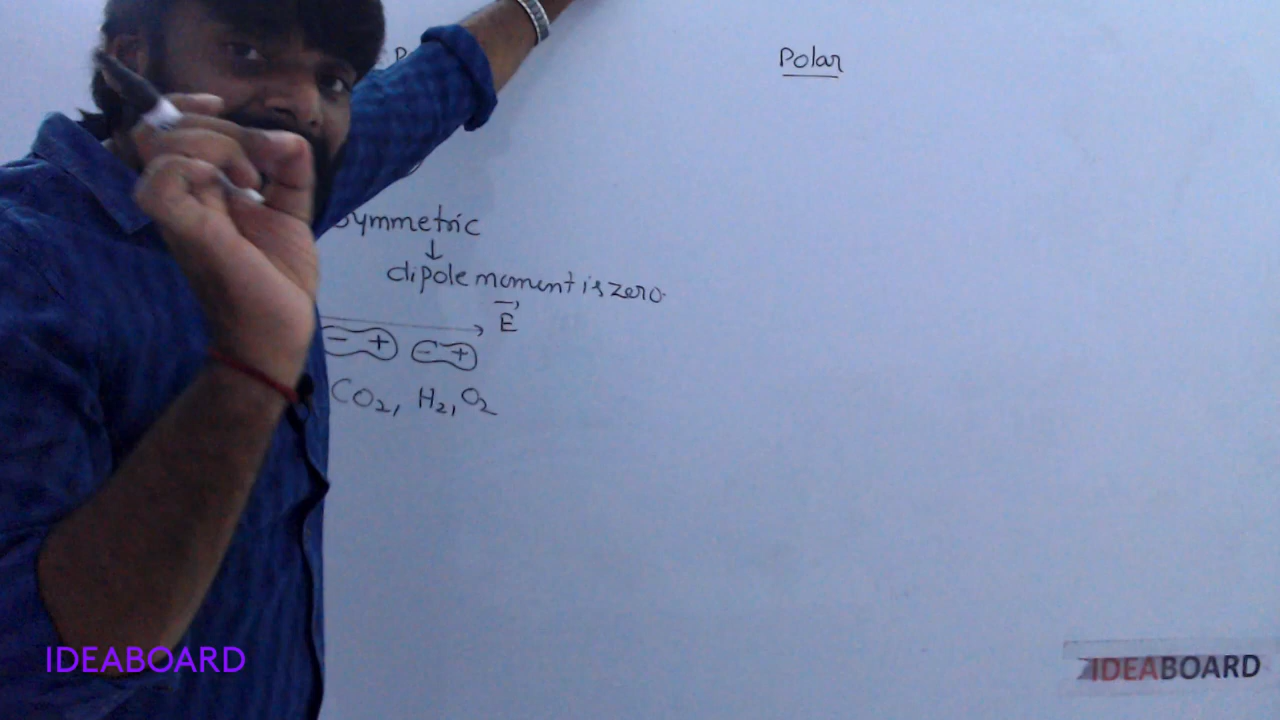 Polar
Symmetric
↓
dipole moment is zero.
E
- + - +
CO2, H2, O2
IDEABOARD
IDEABOARD